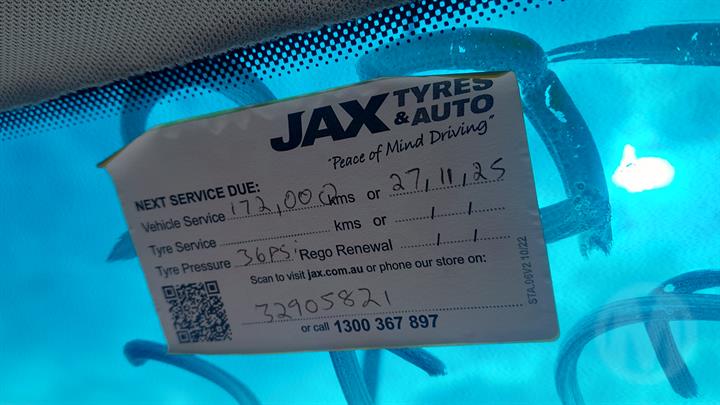 JAX TYRES & AUTO
"Peace of Mind Driving"
NEXT SERVICE DUE:
Vehicle Service 172,000 kms or 27/11/25
Tyre Service kms or / /
Tyre Pressure 36PSi Rego Renewal / /
Scan to visit jax.com.au or phone our store on:
32905821
or call 1300 367 897
STA.06V2 10/22